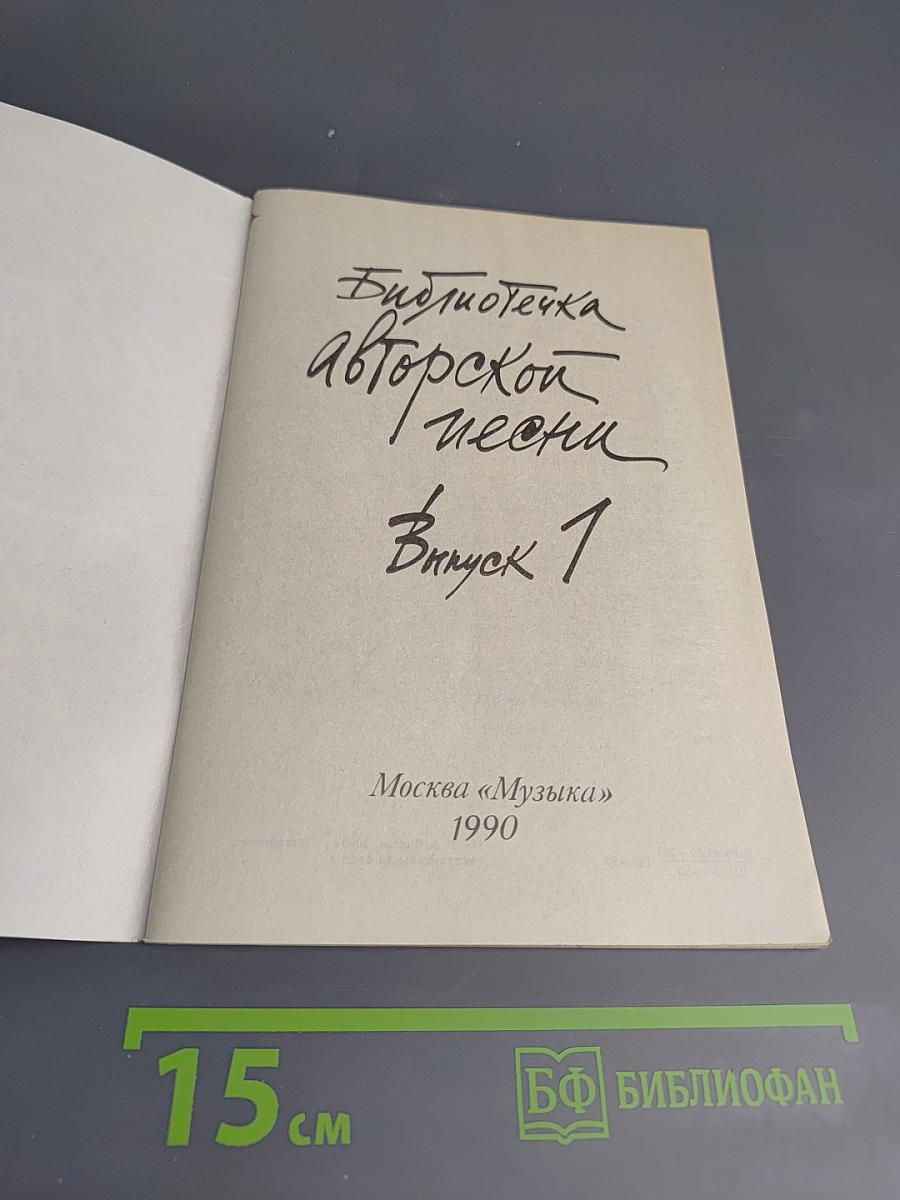 Библиотечка
авторской
песни
Выпуск 1
Москва «Музыка»
1990
15 см
БФ БИБЛИОФАН